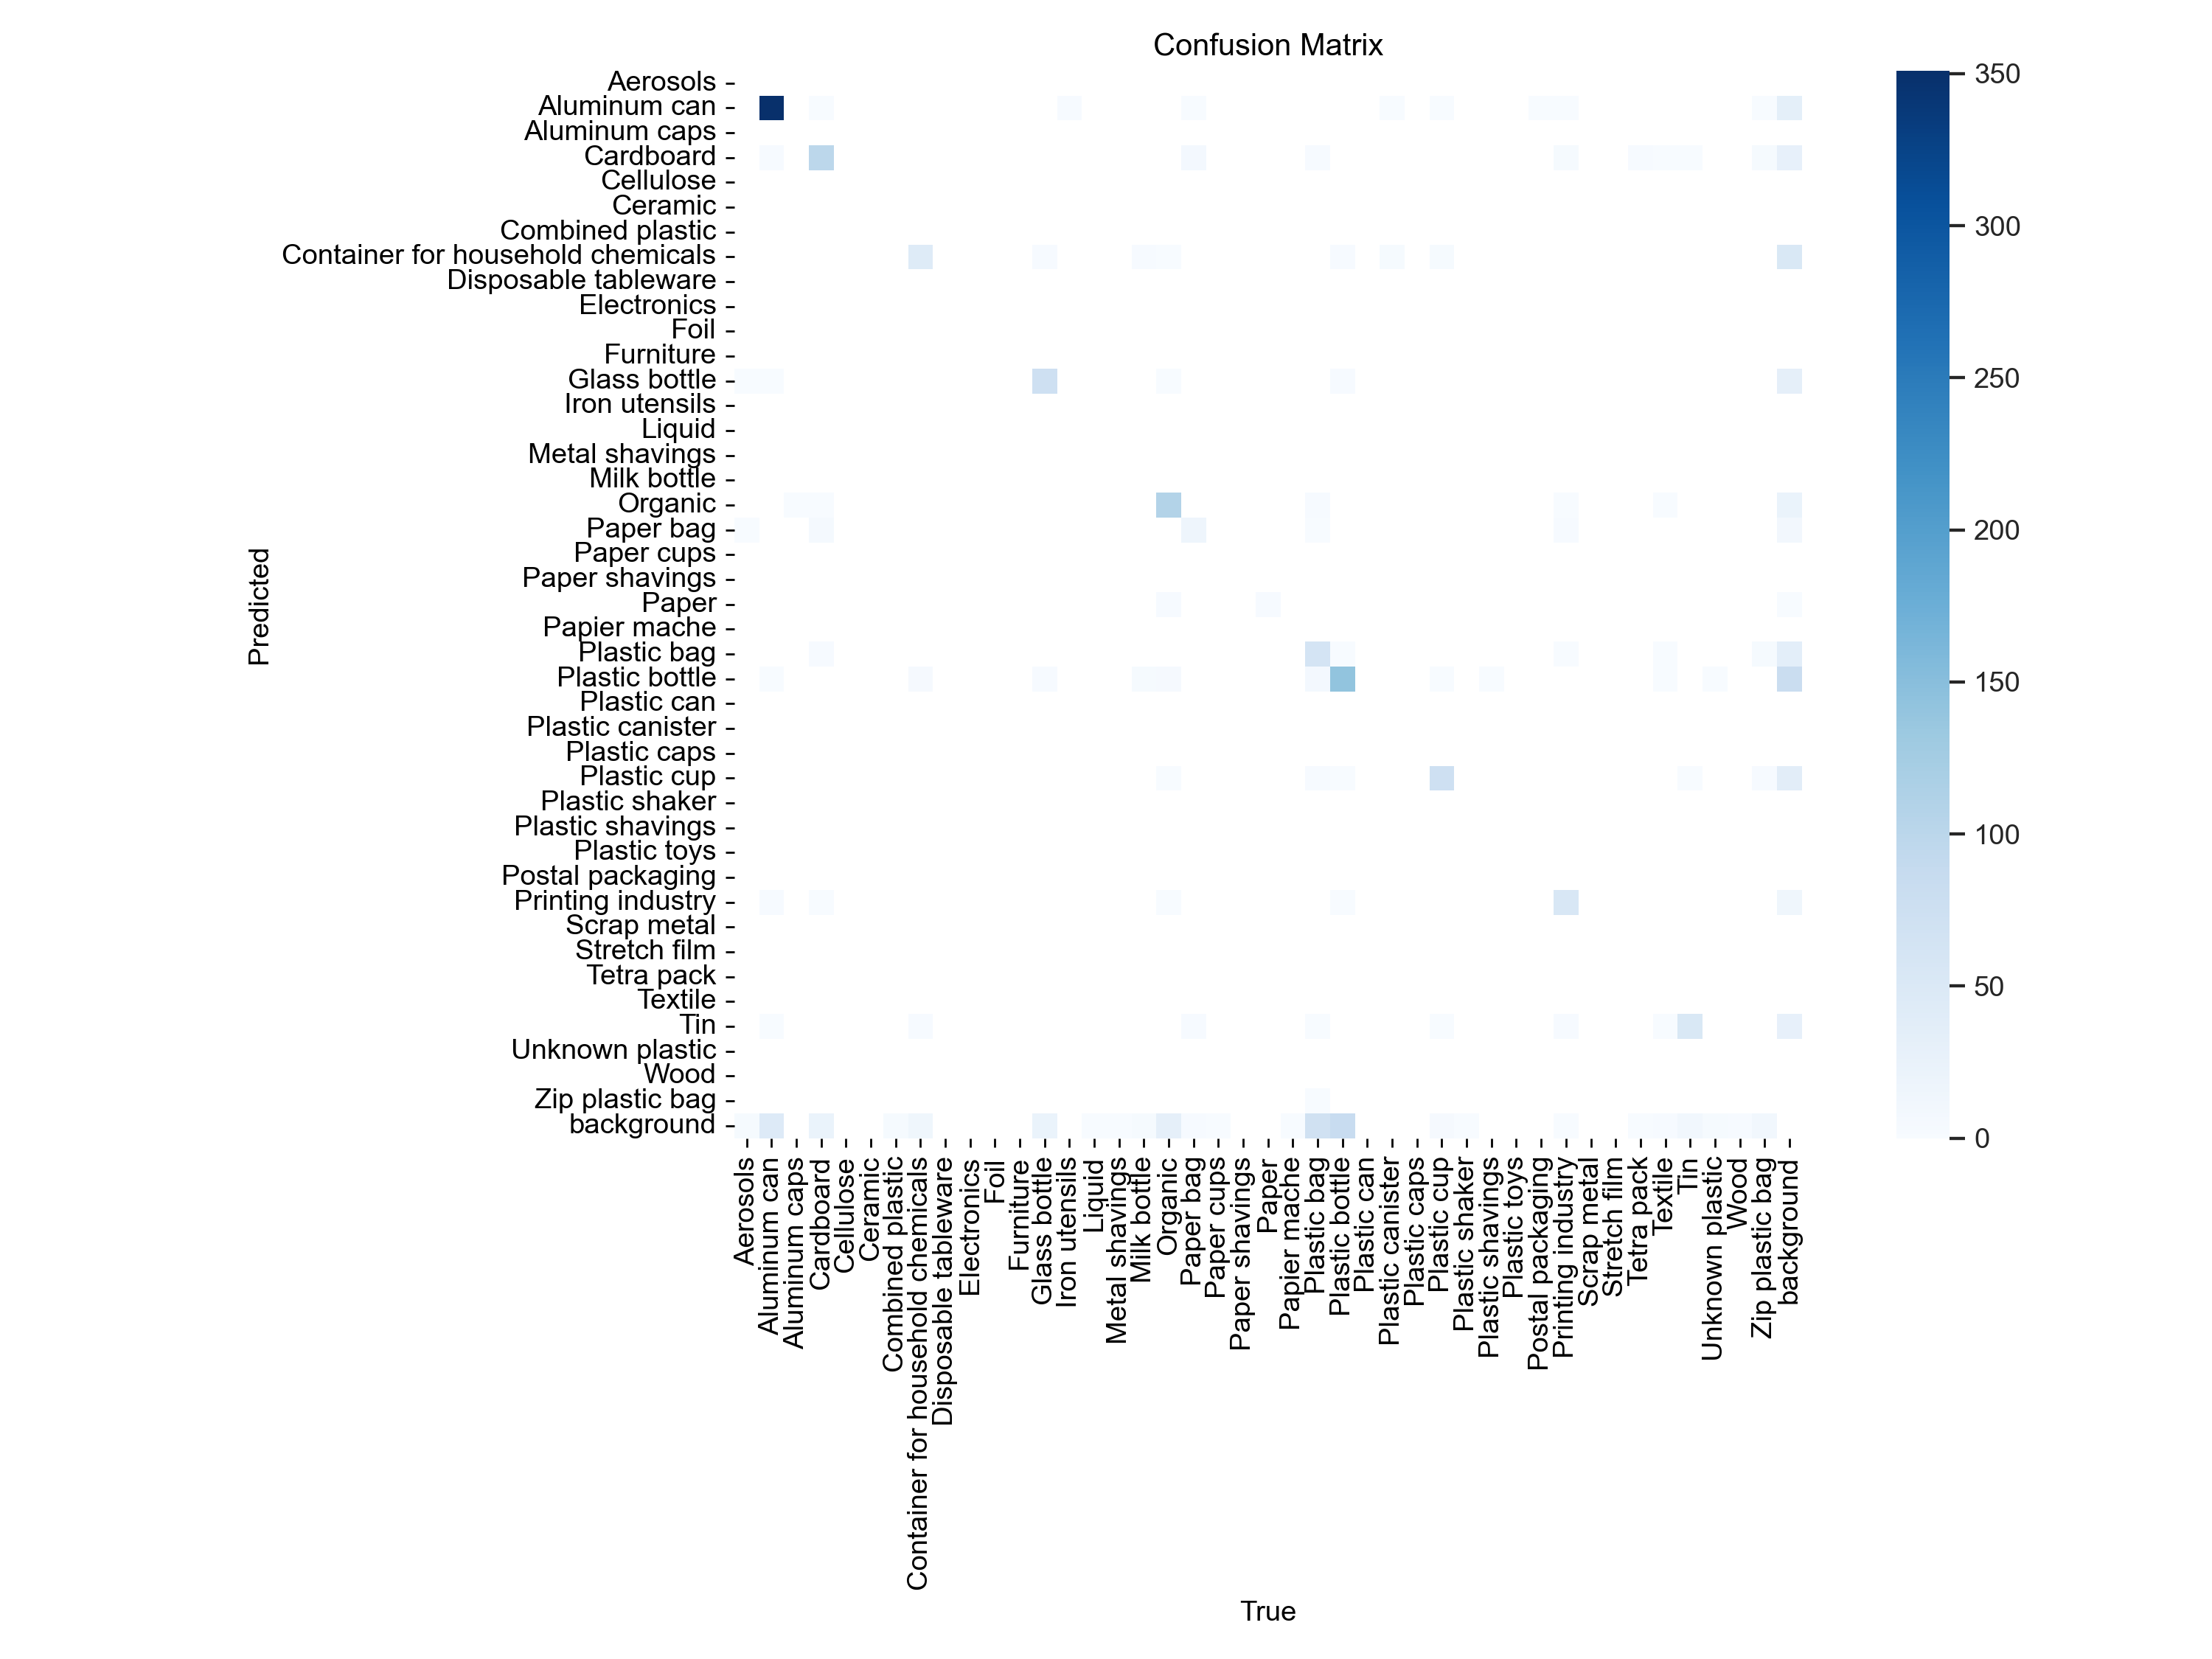 Confusion Matrix
Aerosols
Aluminum can
Aluminum caps
Cardboard
Cellulose
Ceramic
Combined plastic
Container for household chemicals
Disposable tableware
Electronics
Foil
Furniture
Glass bottle
Iron utensils
Liquid
Metal shavings
Milk bottle
Organic
Paper bag
Paper cups
Paper shavings
Paper
Papier mache
Plastic bag
Plastic bottle
Plastic can
Plastic canister
Plastic caps
Plastic cup
Plastic shaker
Plastic shavings
Plastic toys
Postal packaging
Printing industry
Scrap metal
Stretch film
Tetra pack
Textile
Tin
Unknown plastic
Wood
Zip plastic bag
background
Predicted
Aerosols
Aluminum can
Aluminum caps
Cardboard
Cellulose
Ceramic
Combined plastic
Container for household chemicals
Disposable tableware
Electronics
Foil
Furniture
Glass bottle
Iron utensils
Liquid
Metal shavings
Milk bottle
Organic
Paper bag
Paper cups
Paper shavings
Paper
Papier mache
Plastic bag
Plastic bottle
Plastic can
Plastic canister
Plastic caps
Plastic cup
Plastic shaker
Plastic shavings
Plastic toys
Postal packaging
Printing industry
Scrap metal
Stretch film
Tetra pack
Textile
Tin
Unknown plastic
Wood
Zip plastic bag
background
True
350
300
250
200
150
100
50
0